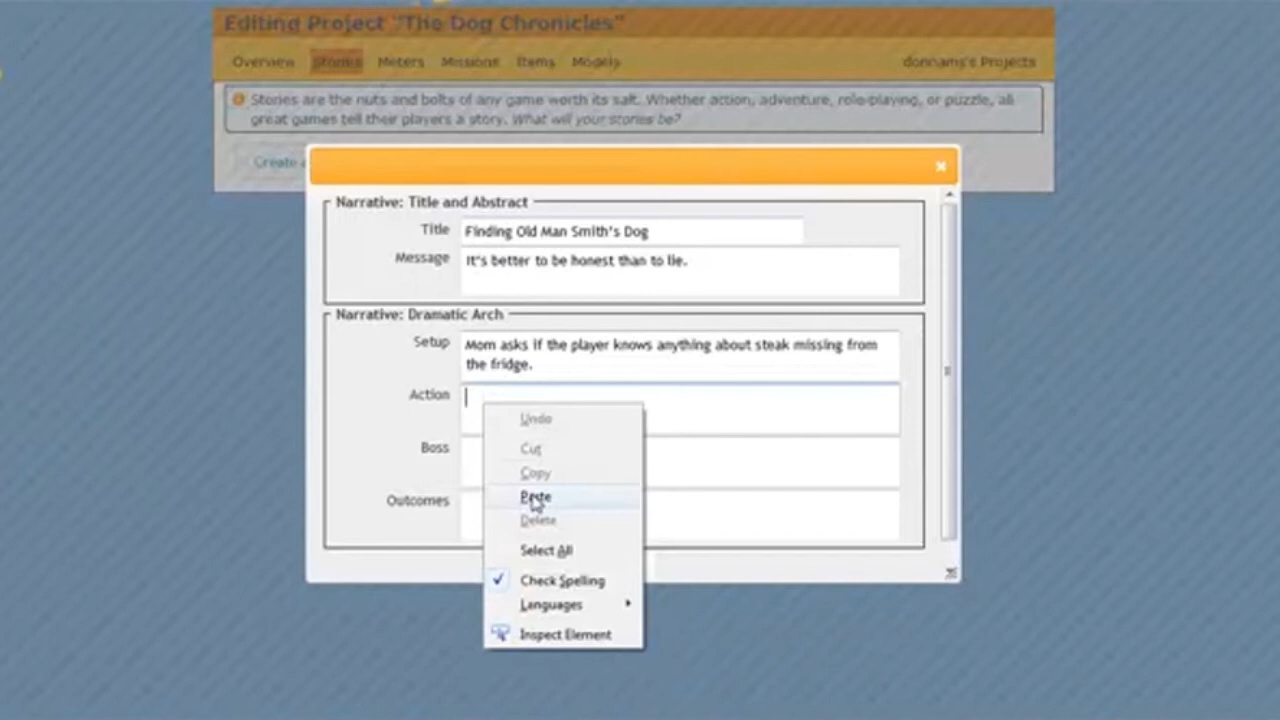 Editing Project "The Dog Chronicles"
Overview Stories Meters Missions Items Models donnams's Projects
Stories are the nuts and bolts of any game worth its salt. Whether action, adventure, role-playing, or puzzle, all
great games tell their players a story. What will your stories be?
Create
Narrative: Title and Abstract
Title Finding Old Man Smith's Dog
Message It's better to be honest than to lie.
Narrative: Dramatic Arch
Setup Mom asks if the player knows anything about steak missing from
the fridge.
Action
Undo
Boss
Cut
Copy
Paste
Outcomes
Delete
Select All
Check Spelling
Languages
Inspect Element